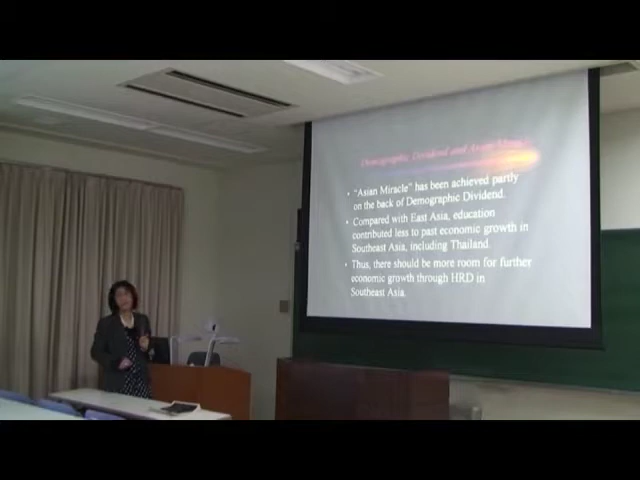 Demographic Dividend and Asian Miracle
• "Asian Miracle" has been achieved partly
on the back of Demographic Dividend.
• Compared with East Asia, education
contributed less to past economic growth in
Southeast Asia, including Thailand.
• Thus, there should be more room for further
economic growth through HRD in
Southeast Asia.